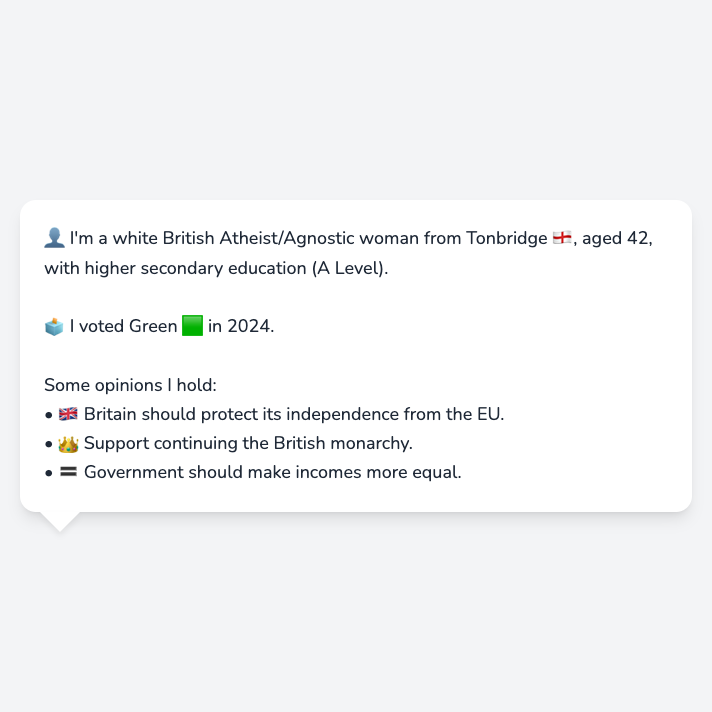 👤 I'm a white British Atheist/Agnostic woman from Tonbridge 🏴󠁧󠁢󠁥󠁮󠁧󠁿, aged 42,
with higher secondary education (A Level).
🗳️ I voted Green 🟩 in 2024.
Some opinions I hold:
• 🇬🇧 Britain should protect its independence from the EU.
• 👑 Support continuing the British monarchy.
• 🟰 Government should make incomes more equal.